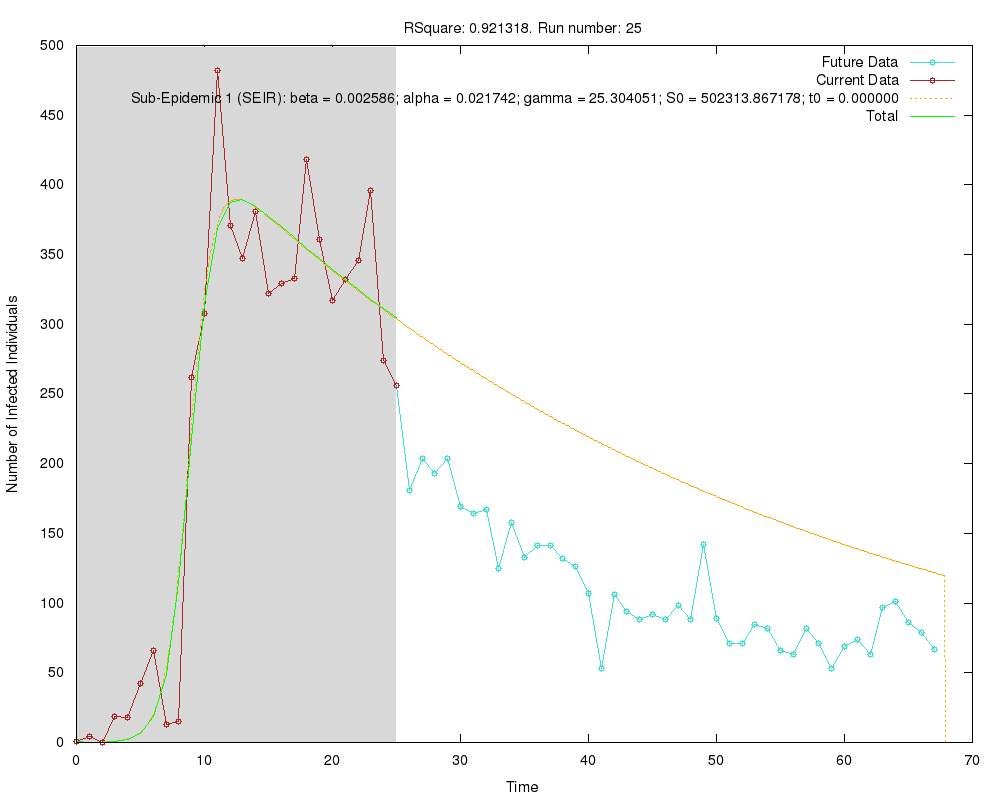 RSquare: 0.921318. Run number: 25
500
450
400
350
300
250
200
150
100
50
0
Number of Infected Individuals
Future Data
Current Data
Sub-Epidemic 1 (SEIR): beta = 0.002586; alpha = 0.021742; gamma = 25.304051; S0 = 502313.867178; t0 = 0.000000
Total
0 10 20 30 40 50 60 70
Time